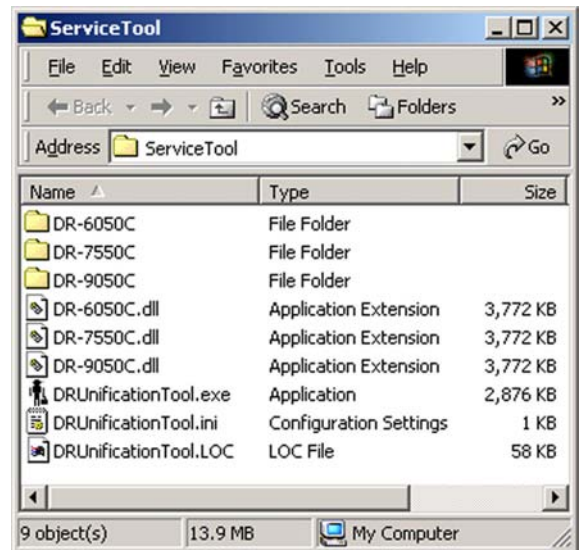 ServiceTool
File Edit View Favorites Tools Help
Back Search Folders »
Address ServiceTool Go
Name Type Size
DR-6050C File Folder
DR-7550C File Folder
DR-9050C File Folder
DR-6050C.dll Application Extension 3,772 KB
DR-7550C.dll Application Extension 3,772 KB
DR-9050C.dll Application Extension 3,772 KB
DRUnificationTool.exe Application 2,876 KB
DRUnificationTool.ini Configuration Settings 1 KB
DRUnificationTool.LOC LOC File 58 KB
9 object(s) 13.9 MB My Computer